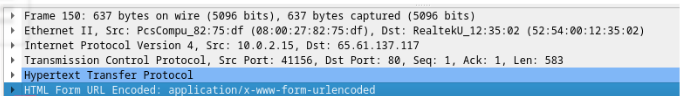 Frame 150: 637 bytes on wire (5096 bits), 637 bytes captured (5096 bits)
Ethernet II, Src: PcsCompu_82:75:df (08:00:27:82:75:df), Dst: RealtekU_12:35:02 (52:54:00:12:35:02)
Internet Protocol Version 4, Src: 10.0.2.15, Dst: 65.61.137.117
Transmission Control Protocol, Src Port: 41156, Dst Port: 80, Seq: 1, Ack: 1, Len: 583
Hypertext Transfer Protocol
HTML Form URL Encoded: application/x-www-form-urlencoded